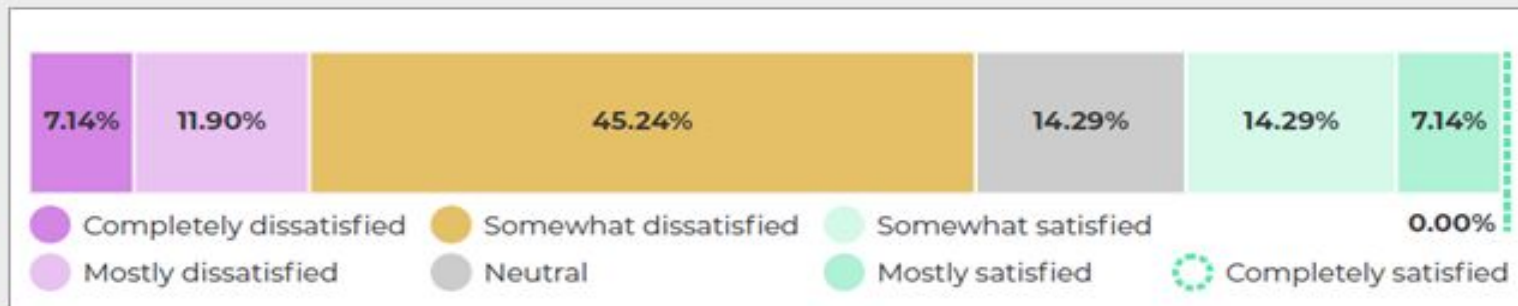 7.14% 11.90% 45.24% 14.29% 14.29% 7.14%
0.00%
Completely dissatisfied Somewhat dissatisfied Somewhat satisfied
Mostly dissatisfied Neutral Mostly satisfied Completely satisfied